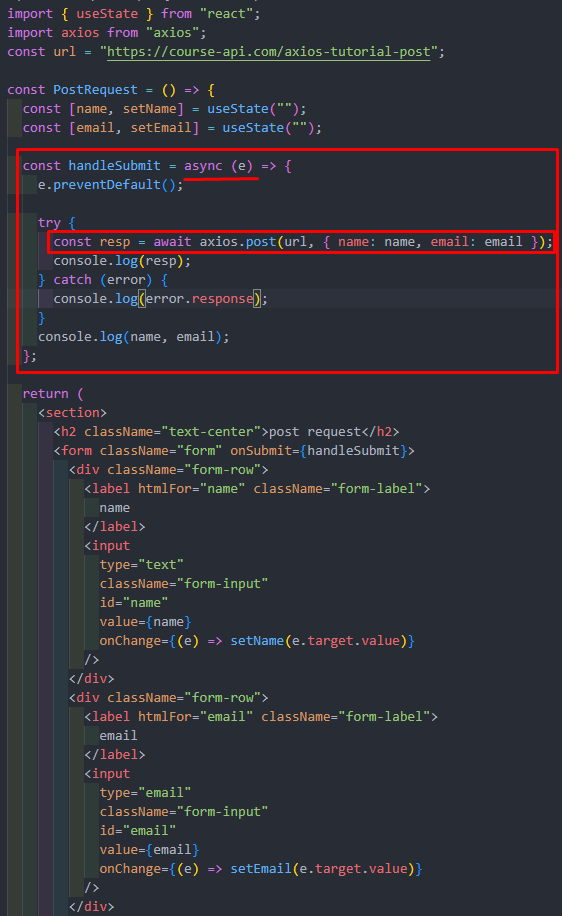 import { useState } from "react";
import axios from "axios";
const url = "https://course-api.com/axios-tutorial-post";
const PostRequest = () => {
const [name, setName] = useState("");
const [email, setEmail] = useState("");
const handleSubmit = async (e) => {
e.preventDefault();
try {
const resp = await axios.post(url, { name: name, email: email });
console.log(resp);
} catch (error) {
console.log(error.response);
}
console.log(name, email);
};
return (
<section>
<h2 className="text-center">post request</h2>
<form className="form" onSubmit={handleSubmit}>
<div className="form-row">
<label htmlFor="name" className="form-label">
name
</label>
<input
type="text"
className="form-input"
id="name"
value={name}
onChange={(e) => setName(e.target.value)}
/>
</div>
<div className="form-row">
<label htmlFor="email" className="form-label">
email
</label>
<input
type="email"
className="form-input"
id="email"
value={email}
onChange={(e) => setEmail(e.target.value)}
/>
</div>